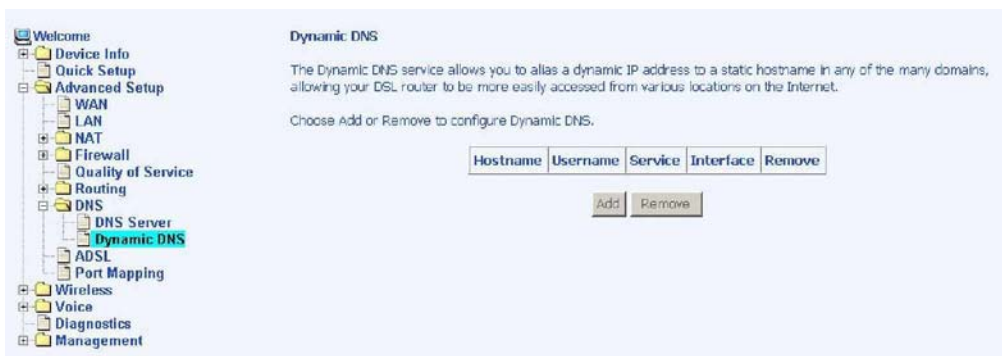 Welcome
Device Info
Quick Setup
Advanced Setup
WAN
LAN
NAT
Firewall
Quality of Service
Routing
DNS
DNS Server
Dynamic DNS
ADSL
Port Mapping
Wireless
Voice
Diagnostics
Management
Dynamic DNS
The Dynamic DNS service allows you to alias a dynamic IP address to a static hostname in any of the many domains,
allowing your DSL router to be more easily accessed from various locations on the Internet.
Choose Add or Remove to configure Dynamic DNS.
Hostname Username Service Interface Remove
Add Remove